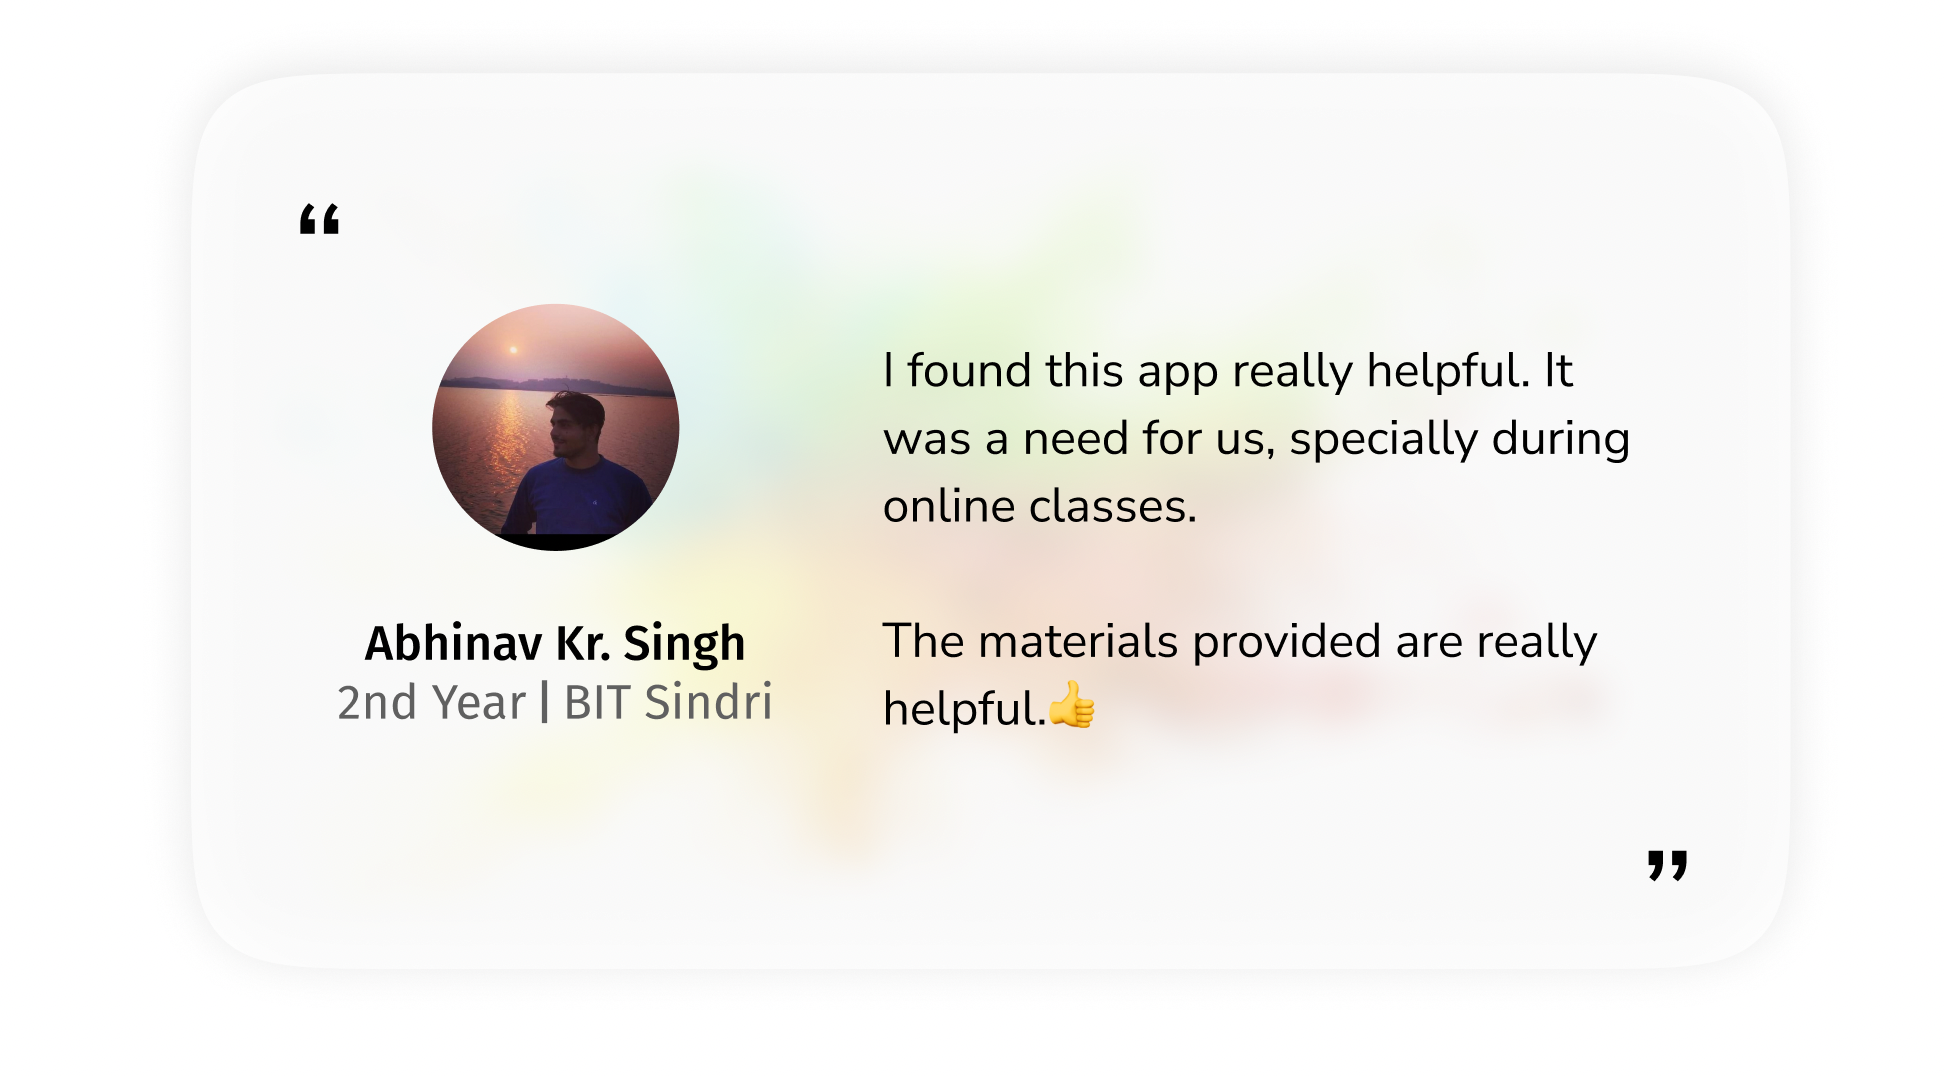 “
Abhinav Kr. Singh
2nd Year | BIT Sindri
I found this app really helpful. It
was a need for us, specially during
online classes.
The materials provided are really
helpful.👍
”